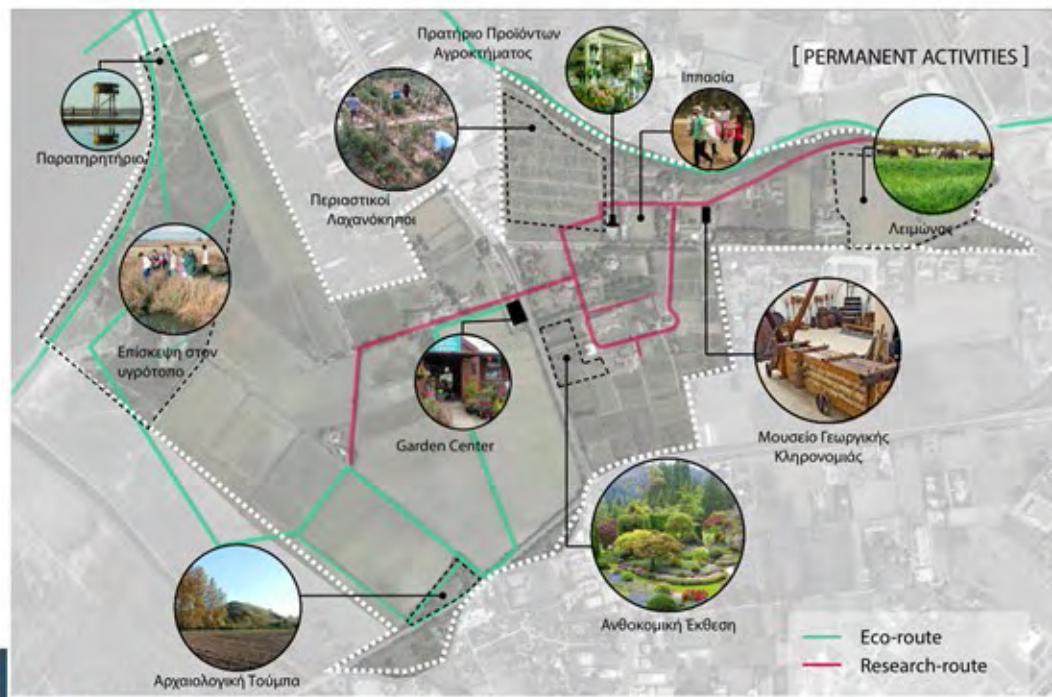 [ PERMANENT ACTIVITIES ]
Πρατήριο Προϊόντων
Αγροκτήματος
Ιππασία
Παρατηρητήριο
Περιαστικοί
Λαχανόκηποι
Λειμώνας
Επίσκεψη στον
υγρότοπο
Garden Center
Μουσείο Γεωργικής
Κληρονομιάς
Ανθοκομική Έκθεση
Αρχαιολογική Τούμπα
Eco-route
Research-route